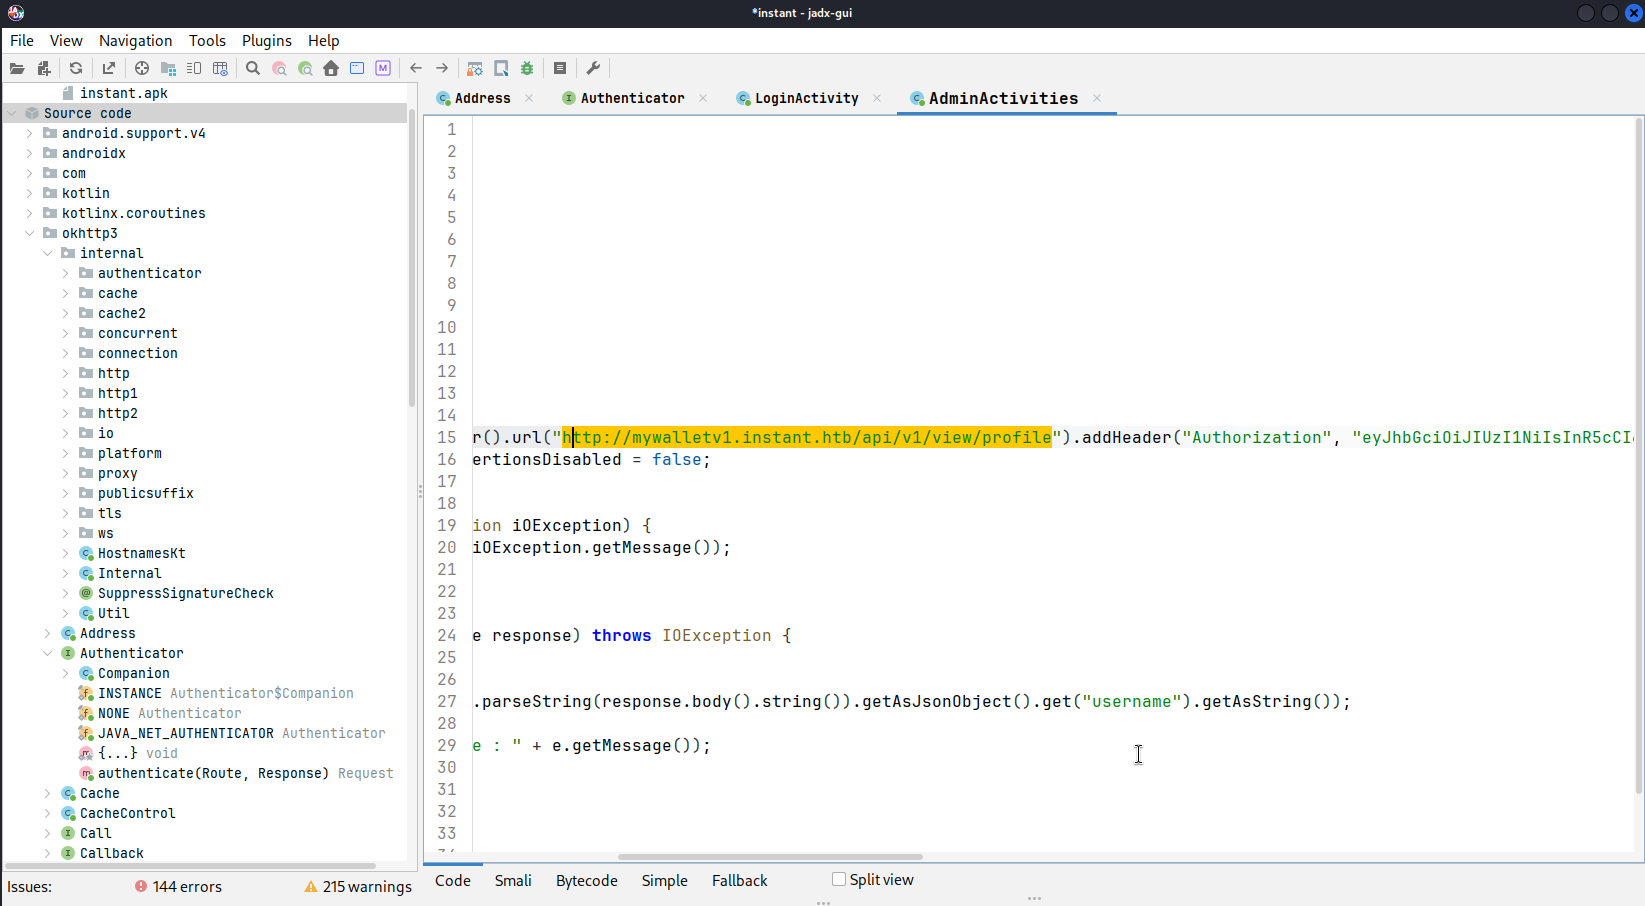 *instant - jadx-gui
File View Navigation Tools Plugins Help
instant.apk
Source code
android.support.v4
androidx
com
kotlin
kotlinx.coroutines
okhttp3
internal
authenticator
cache
cache2
concurrent
connection
http
http1
http2
io
platform
proxy
publicsuffix
tls
ws
HostnamesKt
Internal
SuppressSignatureCheck
Util
Address
Authenticator
Companion
INSTANCE Authenticator$Companion
NONE Authenticator
JAVA_NET_AUTHENTICATOR Authenticator
{...} void
authenticate(Route, Response) Request
Cache
CacheControl
Call
Callback
Issues: 144 errors 215 warnings
Address Authenticator LoginActivity AdminActivities
1
2
3
4
5
6
7
8
9
10
11
12
13
14
15 r().url("http://mywalletv1.instant.htb/api/v1/view/profile").addHeader("Authorization", "eyJhbGciOiJIUzI1NiIsInR5cCI
16 ertionsDisabled = false;
17
18
19 ion iOException) {
20 iOException.getMessage());
21
22
23
24 e response) throws IOException {
25
26
27 .parseString(response.body().string()).getAsJsonObject().get("username").getAsString());
28
29 e : " + e.getMessage());
30
31
32
33
Code Smali Bytecode Simple Fallback Split view